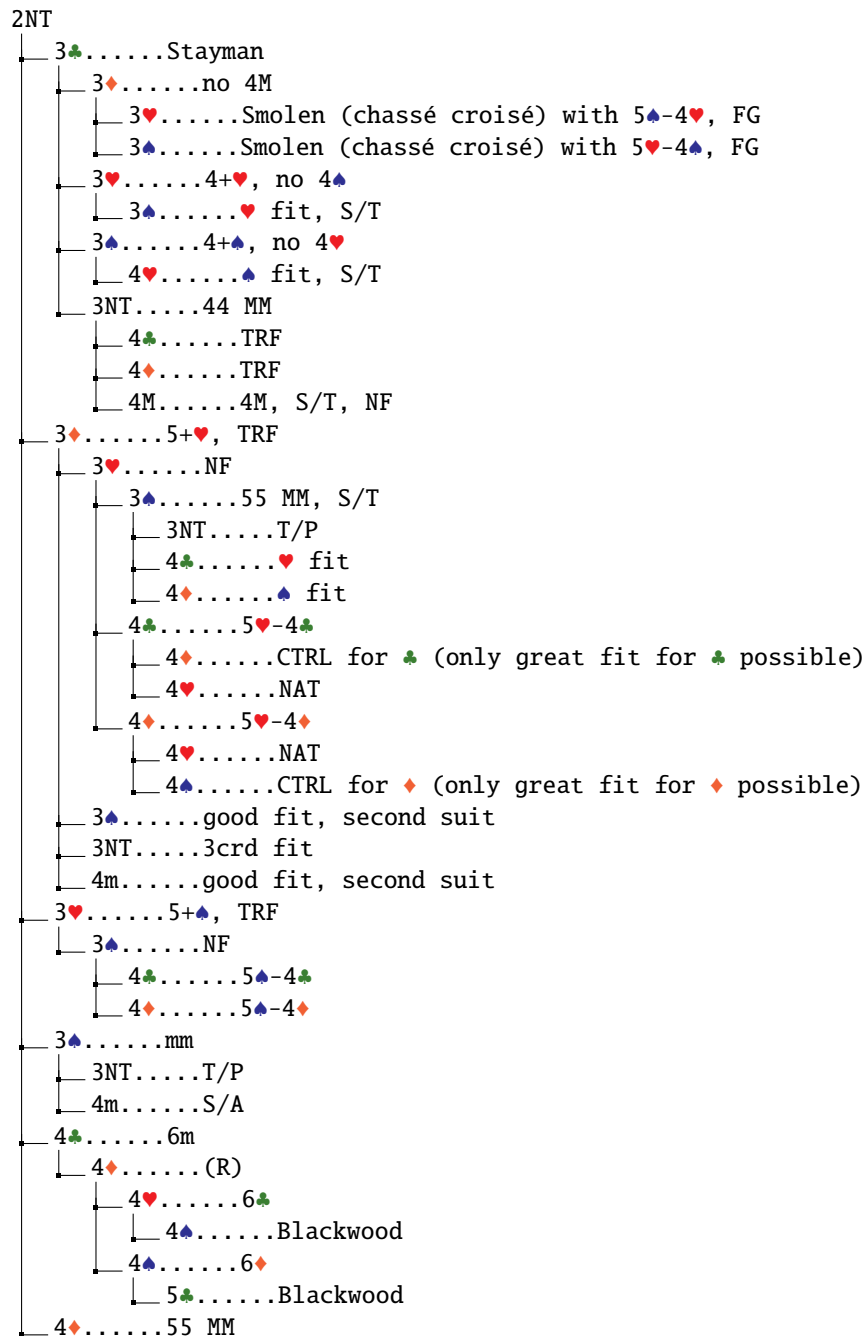 2NT
3♣......Stayman
3♦......no 4M
3♥......Smolen (chassé croisé) with 5♠-4♥, FG
3♠......Smolen (chassé croisé) with 5♥-4♠, FG
3♥......4+♥, no 4♠
3♠......♥ fit, S/T
3♠......4+♠, no 4♥
4♥......♠ fit, S/T
3NT.....44 MM
4♣......TRF
4♦......TRF
4M......4M, S/T, NF
3♦......5+♥, TRF
3♥......NF
3♠......55 MM, S/T
3NT.....T/P
4♣......♥ fit
4♦......♠ fit
4♣......5♥-4♣
4♦......CTRL for ♣ (only great fit for ♣ possible)
4♥......NAT
4♦......5♥-4♦
4♥......NAT
4♠......CTRL for ♦ (only great fit for ♦ possible)
3♠......good fit, second suit
3NT.....3crd fit
4m......good fit, second suit
3♥......5+♠, TRF
3♠......NF
4♣......5♠-4♣
4♦......5♠-4♦
3♠......mm
3NT.....T/P
4m......S/A
4♣......6m
4♦......(R)
4♥......6♣
4♠......Blackwood
4♠......6♦
5♣......Blackwood
4♦......55 MM